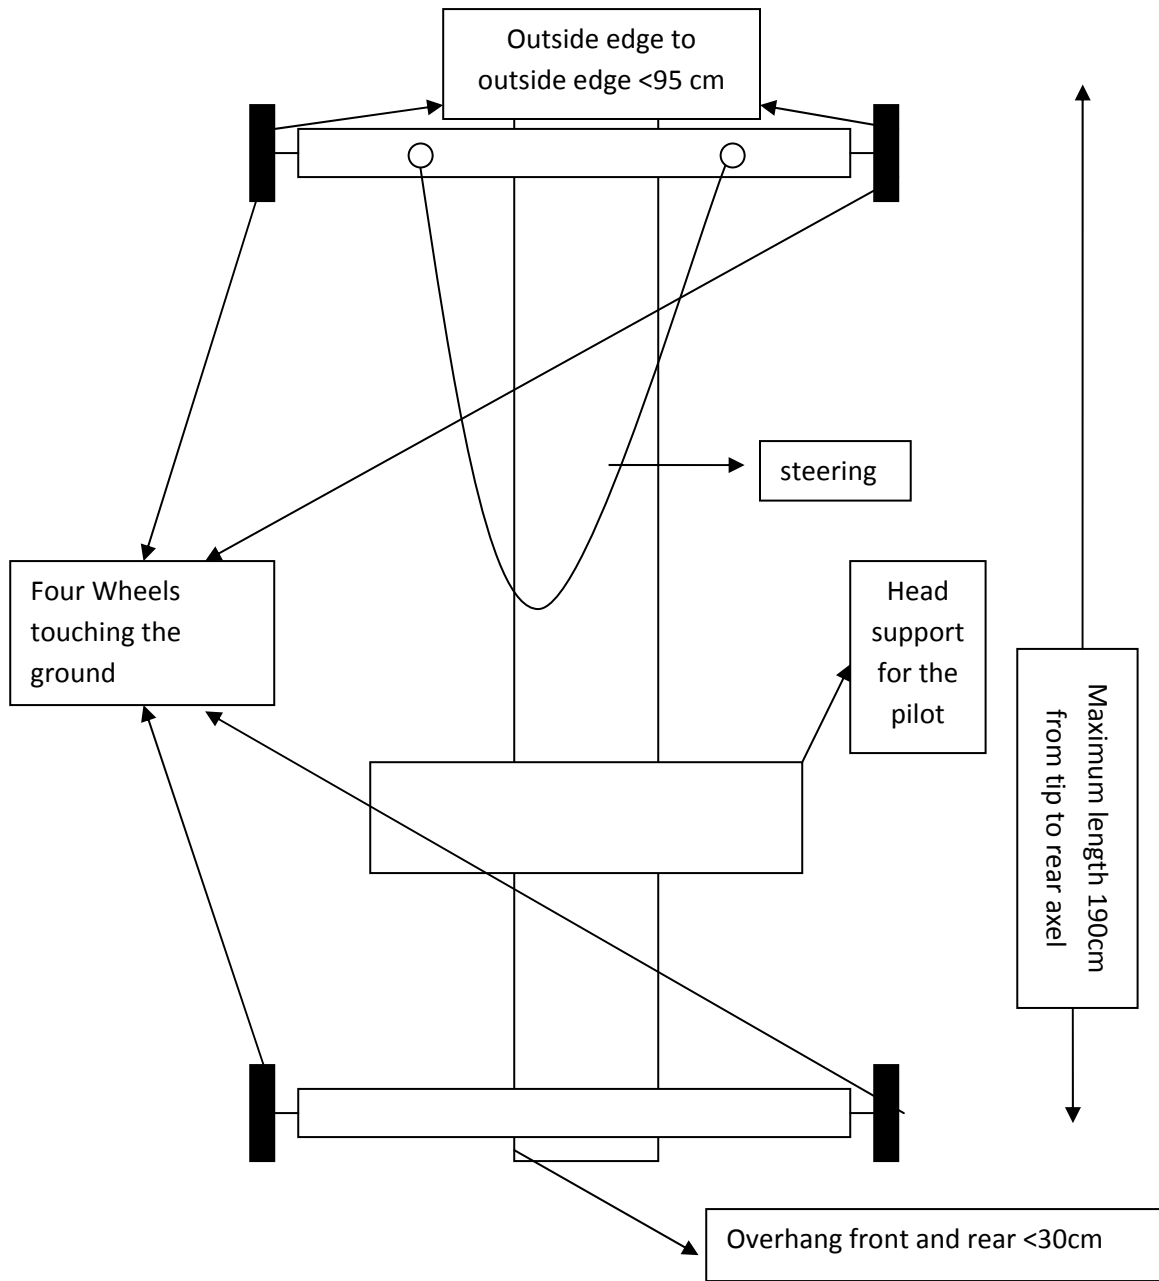 Outside edge to
outside edge <95 cm
steering
Four Wheels
touching the
ground
Head
support
for the
pilot
Maximum length 190cm
from tip to rear axel
Overhang front and rear <30cm